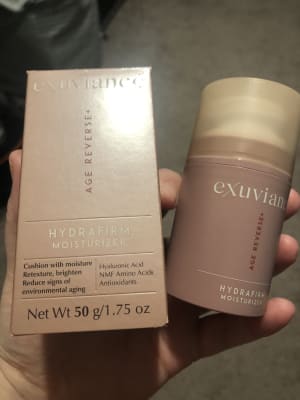 exuviance
AGE REVERSE+
HYDRAFIRM
MOISTURIZER
Cushion with moisture
Retexture, brighten
Reduce signs of
environmental aging
Hyaluronic Acid
NMF Amino Acids
Antioxidants
Net Wt 50 g/1.75 oz
exuvianc
AGE REVERSE+
HYDRAFIRM
MOISTURIZER